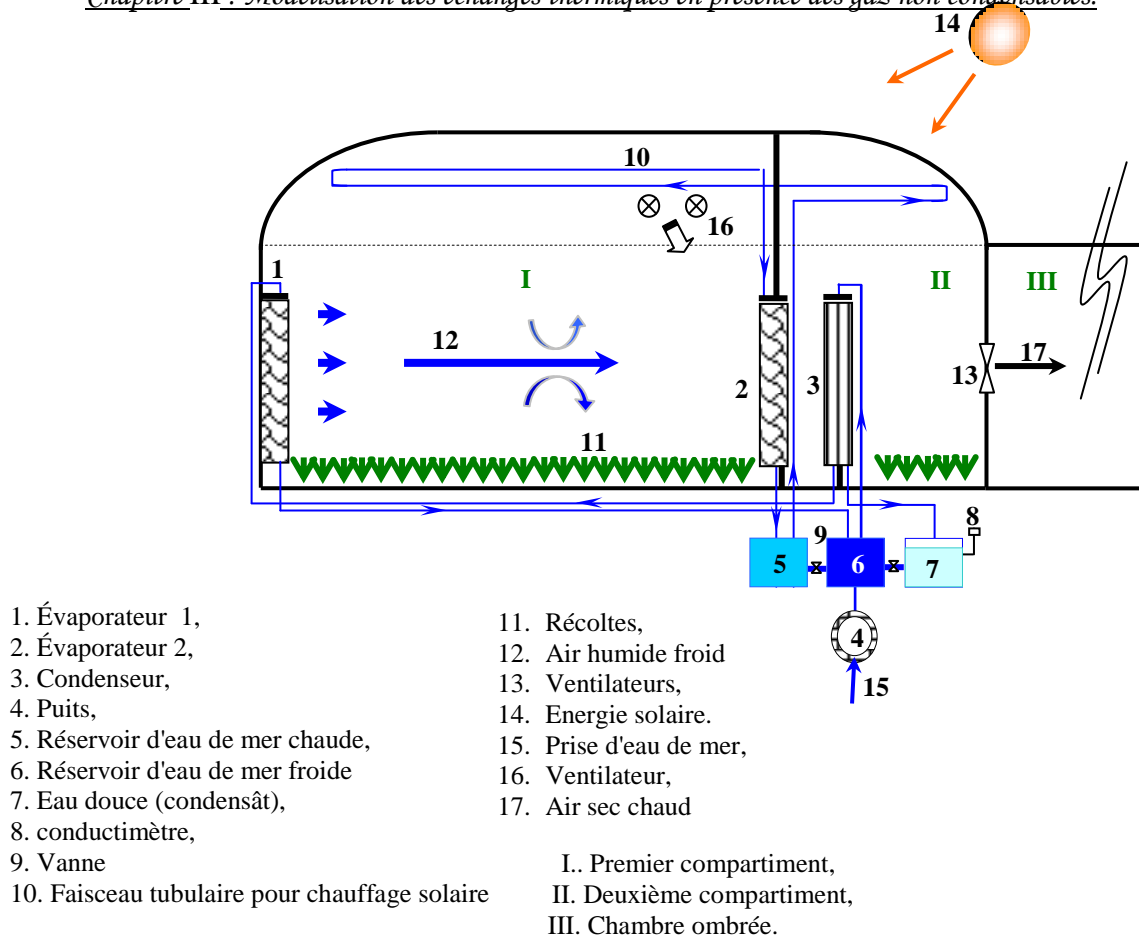 Chapitre III : Modélisation des échanges thermiques en présence des gaz non condensables.
14
10
16
1
I
II
III
12
17
2
3
13
11
8
9
5
6
7
4
15
1. Évaporateur 1,
2. Évaporateur 2,
3. Condenseur,
4. Puits,
5. Réservoir d'eau de mer chaude,
6. Réservoir d'eau de mer froide
7. Eau douce (condensât),
8. conductimètre,
9. Vanne
10. Faisceau tubulaire pour chauffage solaire
11. Récoltes,
12. Air humide froid
13. Ventilateurs,
14. Energie solaire.
15. Prise d'eau de mer,
16. Ventilateur,
17. Air sec chaud
I.. Premier compartiment,
II. Deuxième compartiment,
III. Chambre ombrée.